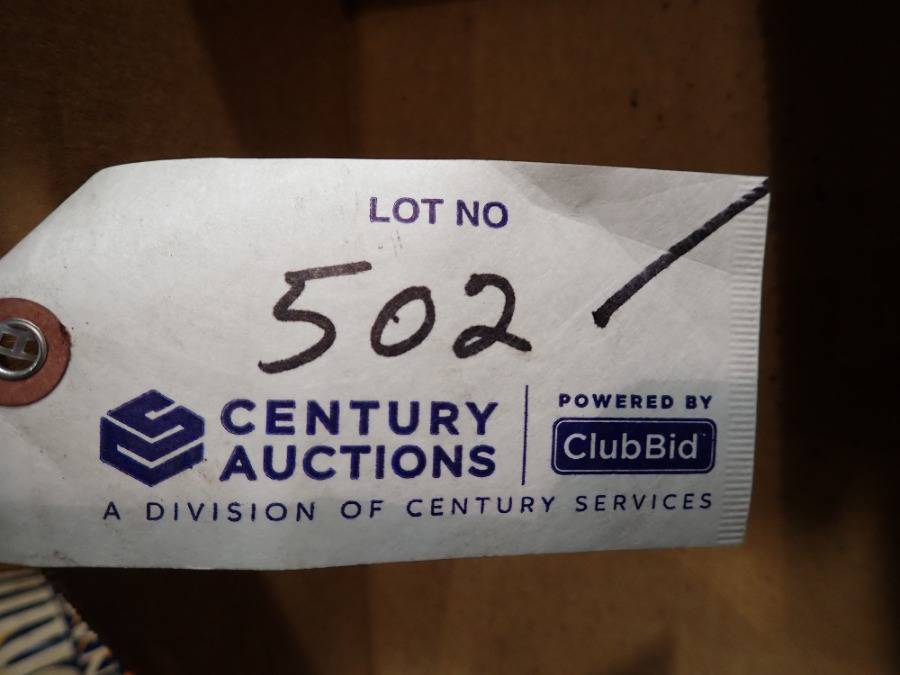 LOT NO
502 /
CENTURY
AUCTIONS
POWERED BY
ClubBid
A DIVISION OF CENTURY SERVICES